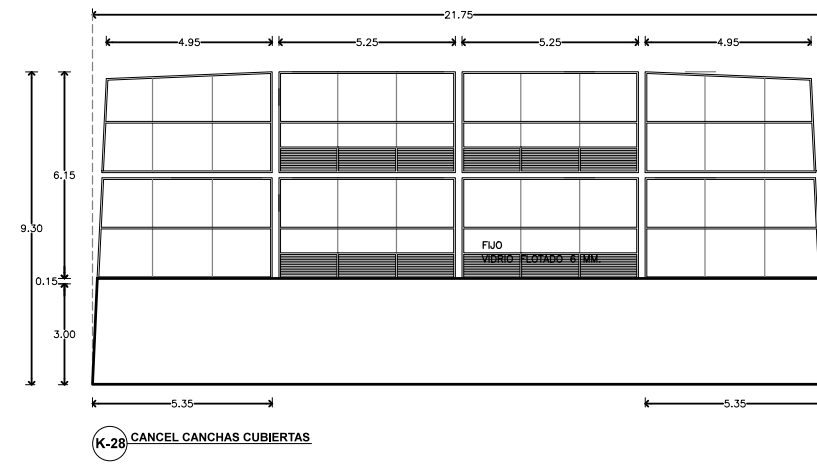 21.75
4.95 5.25 5.25 4.95
6.15
9.30
0.15
3.00
FIJO
VIDRIO FLOTADO 6 MM.
5.35 5.35
K-28 CANCEL CANCHAS CUBIERTAS